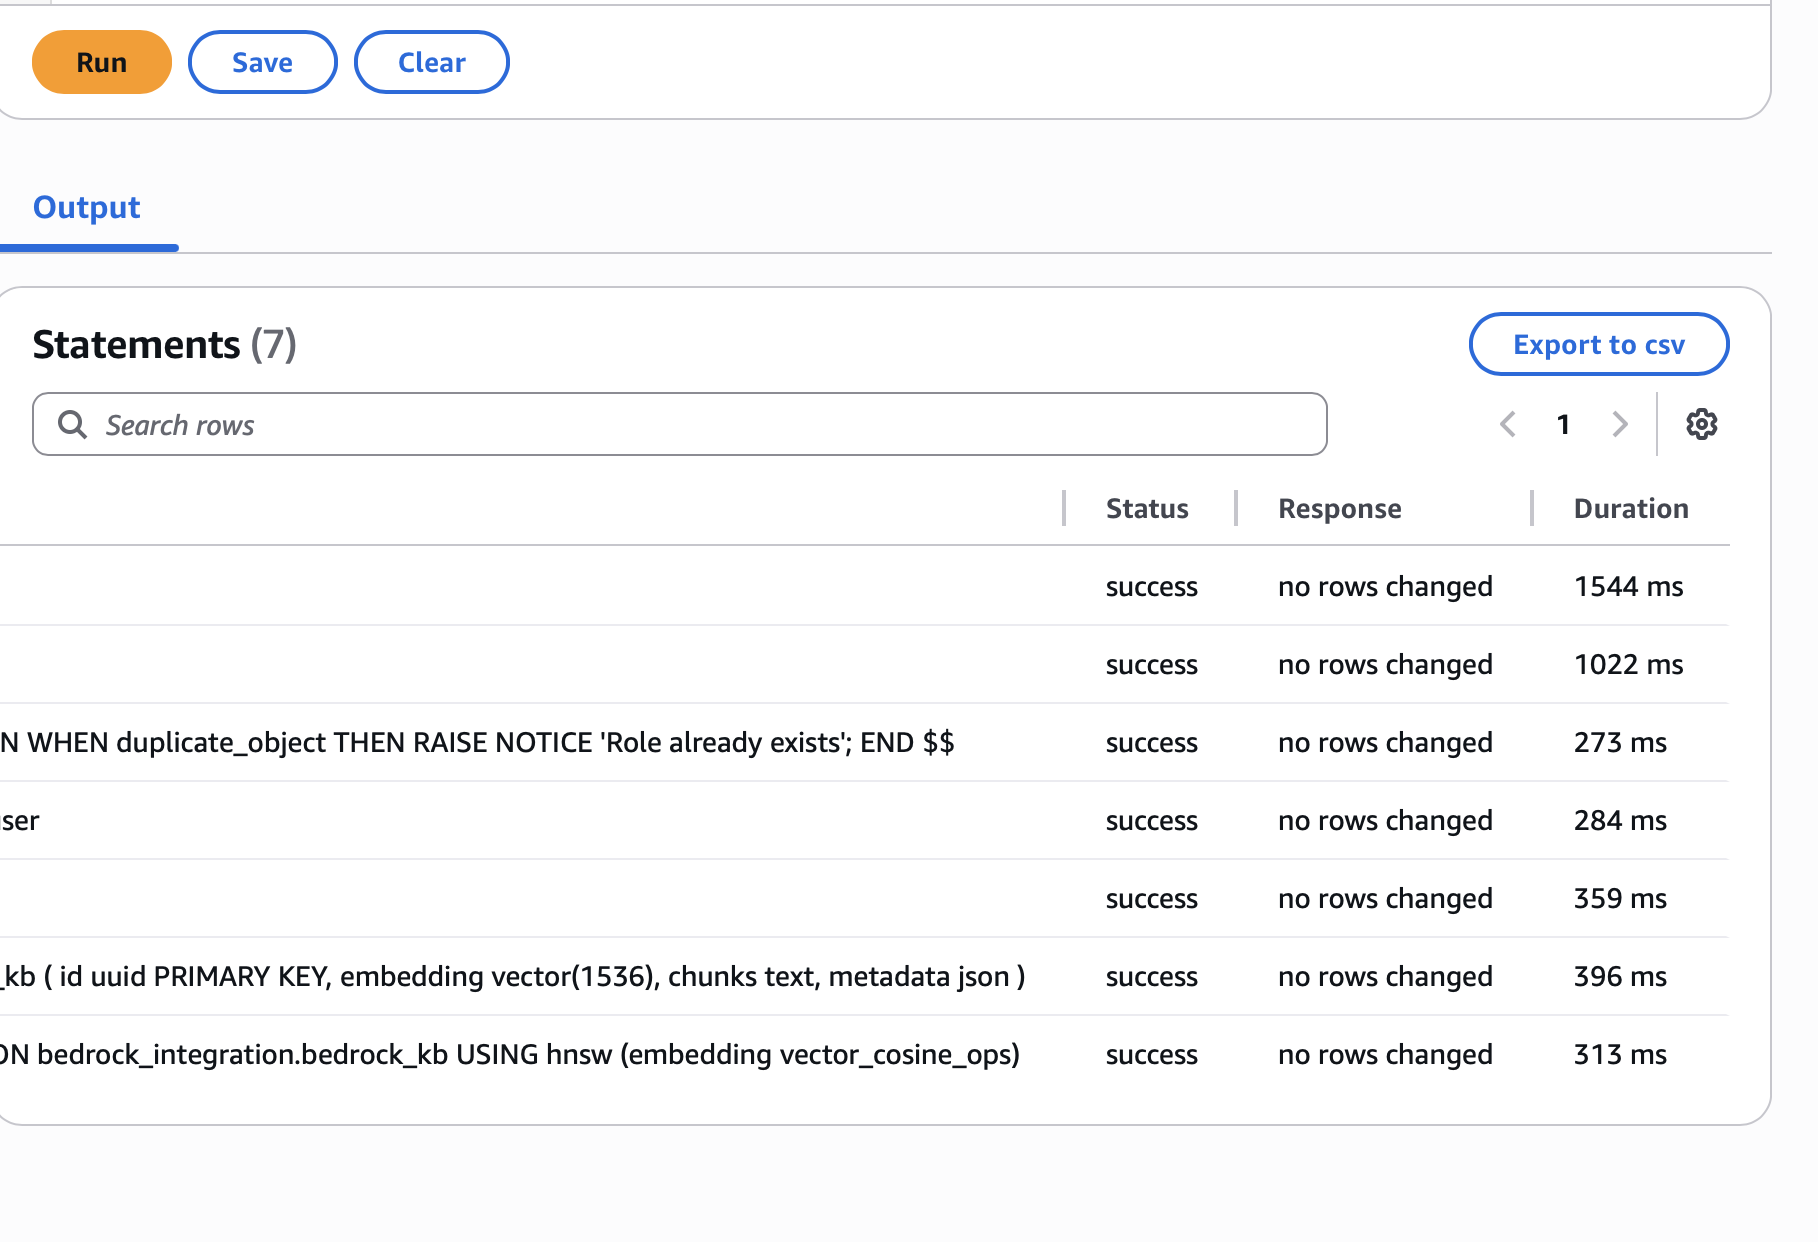 Run Save Clear
Output
Statements (7) Export to csv
Search rows 1
Status Response Duration
success no rows changed 1544 ms
success no rows changed 1022 ms
N WHEN duplicate_object THEN RAISE NOTICE 'Role already exists'; END $$ success no rows changed 273 ms
ser success no rows changed 284 ms
success no rows changed 359 ms
_kb ( id uuid PRIMARY KEY, embedding vector(1536), chunks text, metadata json ) success no rows changed 396 ms
ON bedrock_integration.bedrock_kb USING hnsw (embedding vector_cosine_ops) success no rows changed 313 ms